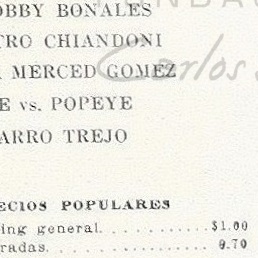 OBBY BONALES
TRO CHIANDONI
MERCED GOMEZ
E vs. POPEYE
ARRO TREJO
ECIOS POPULARES
ing general.............$1.00
radas............. 0.70
Carlos